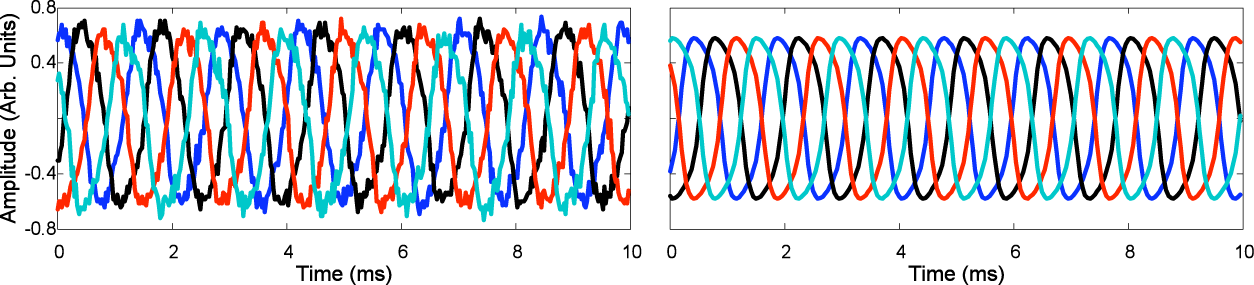 Amplitude (Arb. Units)
0.8
0.4
-0.4
-0.8
0 2 4 6 8 10
Time (ms)
0 2 4 6 8 10
Time (ms)